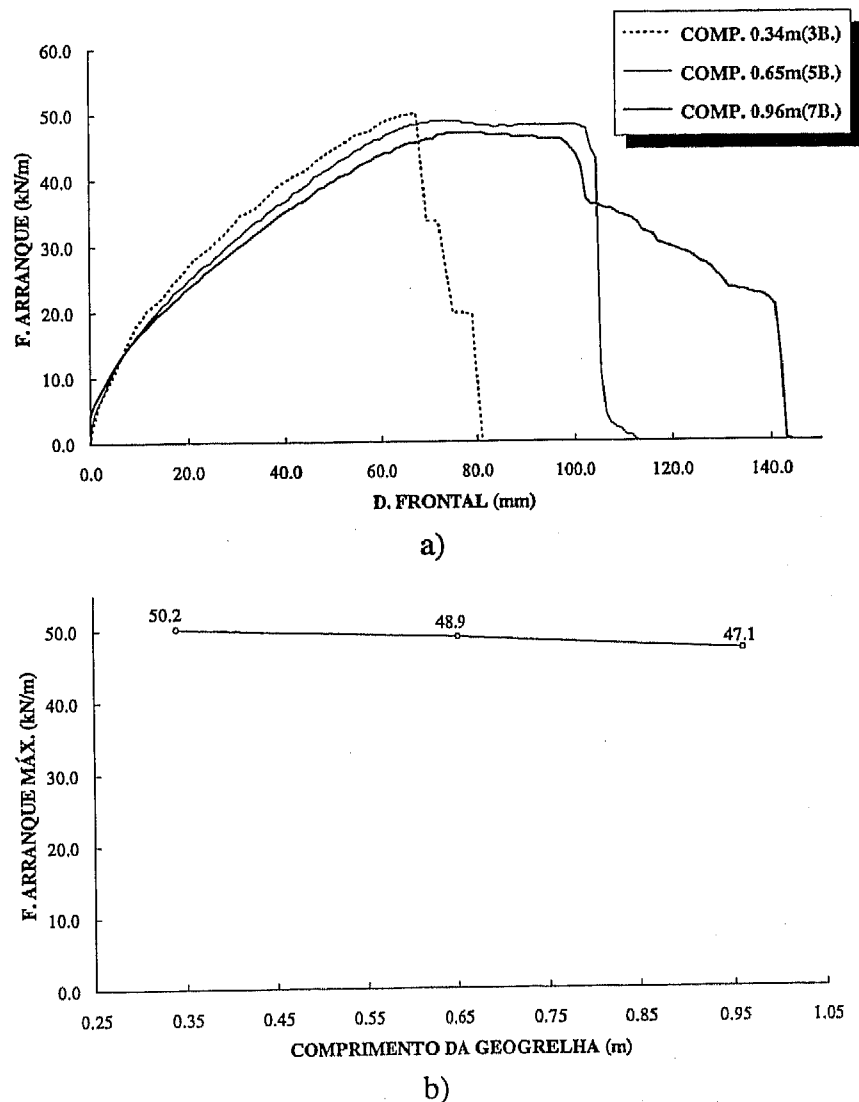 COMP. 0.34m(3B.)
COMP. 0.65m(5B.)
COMP. 0.96m(7B.)
F. ARRANQUE (kN/m)
60.0
50.0
40.0
30.0
20.0
10.0
0.0
0.0 20.0 40.0 60.0 80.0 100.0 120.0 140.0
D. FRONTAL (mm)
a)
F. ARRANQUE MÁX. (kN/m)
50.2 48.9 47.1
50.0
40.0
30.0
20.0
10.0
0.0
0.25 0.35 0.45 0.55 0.65 0.75 0.85 0.95 1.05
COMPRIMENTO DA GEOGRELHA (m)
b)